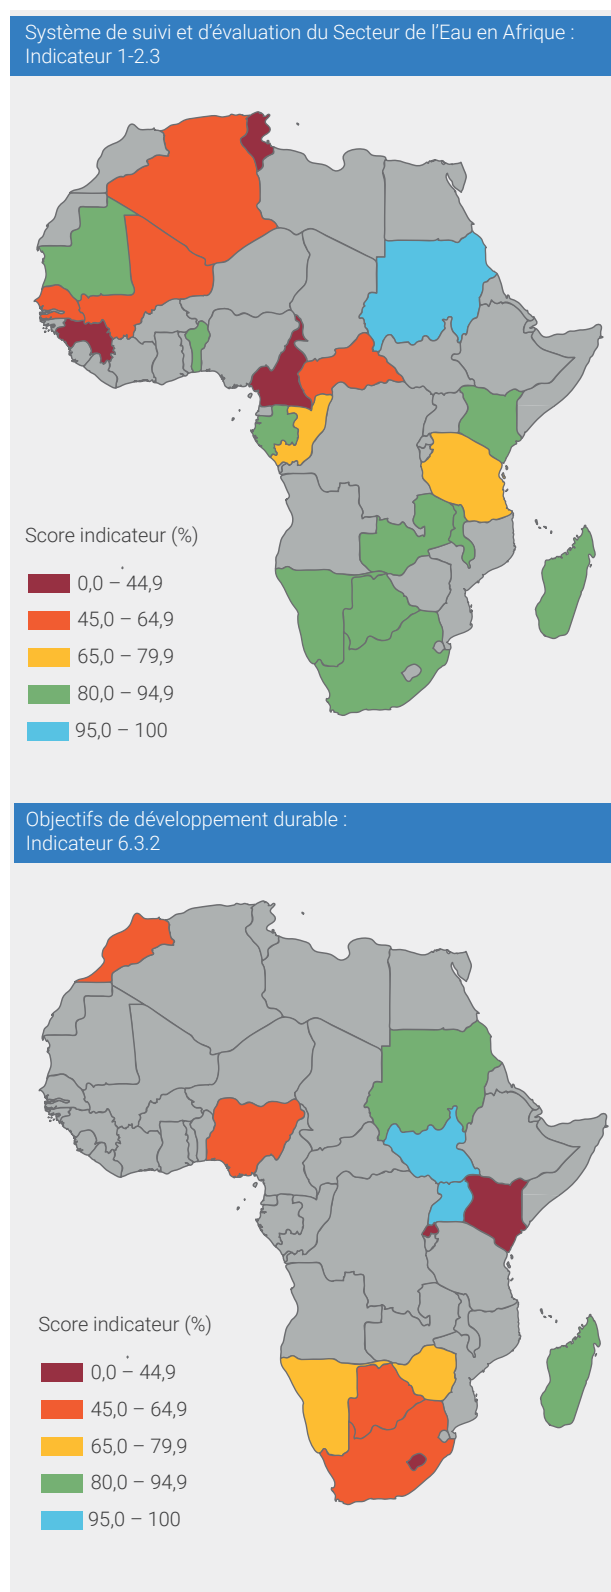 Système de suivi et d'évaluation du Secteur de l'Eau en Afrique :
Indicateur 1-2.3
Score indicateur (%)
0,0 – 44,9
45,0 – 64,9
65,0 – 79,9
80,0 – 94,9
95,0 – 100
Objectifs de développement durable :
Indicateur 6.3.2
Score indicateur (%)
0,0 – 44,9
45,0 – 64,9
65,0 – 79,9
80,0 – 94,9
95,0 – 100